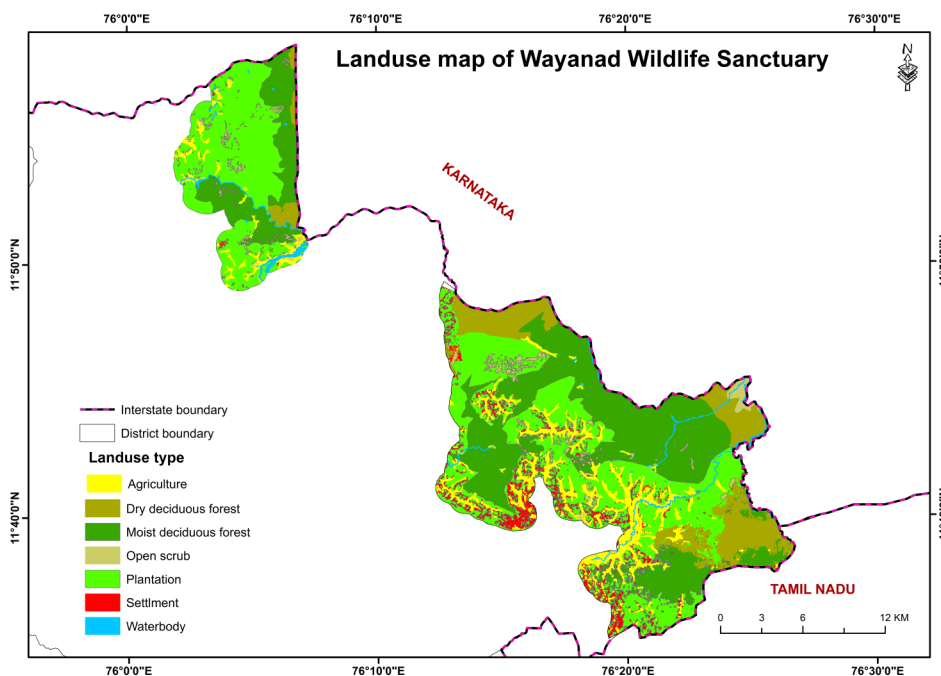 76°0'0"E 76°10'0"E 76°20'0"E 76°30'0"E
Landuse map of Wayanad Wildlife Sanctuary
N
KARNATAKA
11°50'0"N
Interstate boundary
District boundary
Landuse type
Agriculture
Dry deciduous forest
Moist deciduous forest
Open scrub
Plantation
Settlment
Waterbody
11°40'0"N
TAMIL NADU
0 3 6 12 KM
76°0'0"E 76°10'0"E 76°20'0"E 76°30'0"E